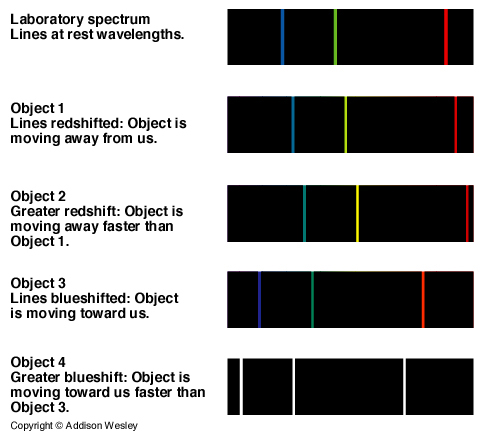 Laboratory spectrum
Lines at rest wavelengths.
Object 1
Lines redshifted: Object is
moving away from us.
Object 2
Greater redshift: Object is
moving away faster than
Object 1.
Object 3
Lines blueshifted: Object
is moving toward us.
Object 4
Greater blueshift: Object is
moving toward us faster than
Object 3.
Copyright © Addison Wesley